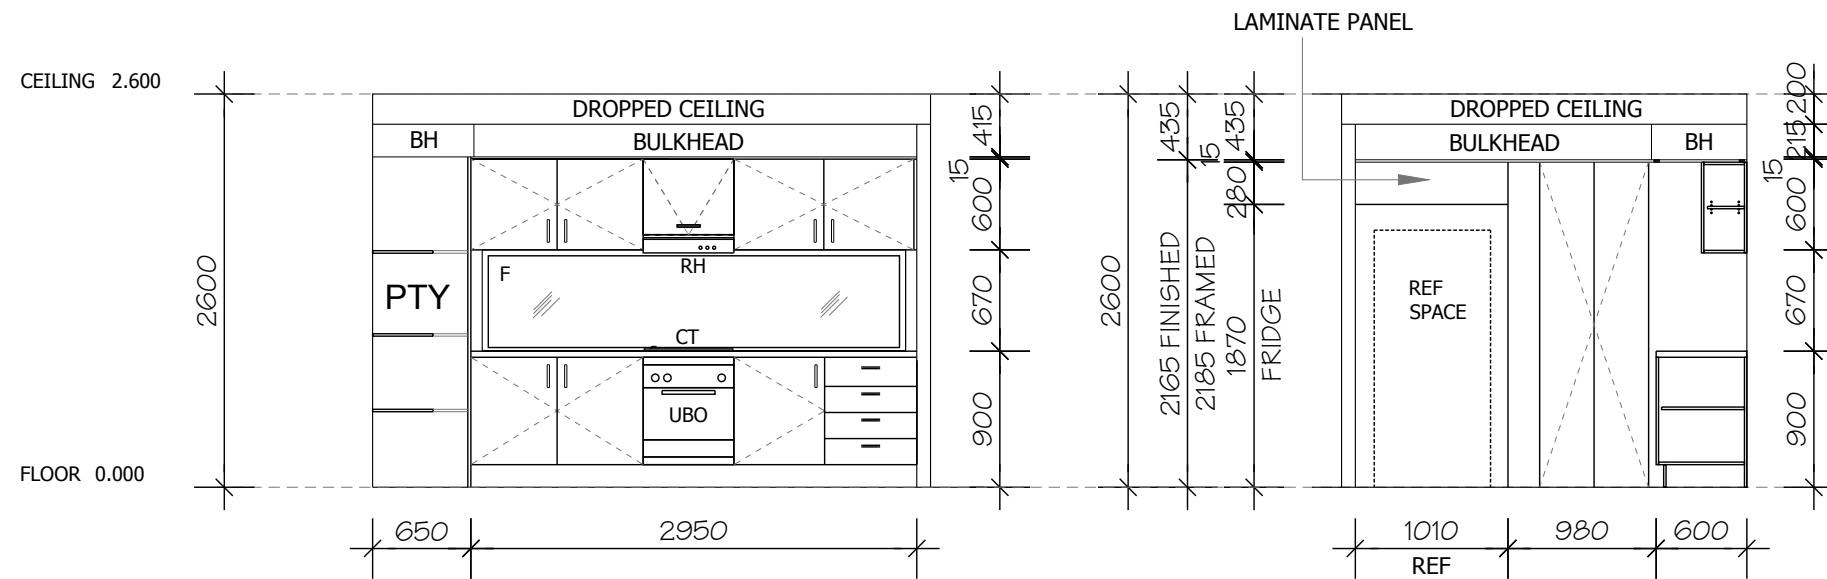 LAMINATE PANEL
CEILING 2.600
DROPPED CEILING
BH
BULKHEAD
PTY
F
RH
CT
UBO
FLOOR 0.000
2600
650
2950
415
15
600
670
900
2600
435
2165 FINISHED
15
2185 FRAMED
435
280
1870
FRIDGE
DROPPED CEILING
BULKHEAD
BH
REF
SPACE
200
215
15
600
670
900
1010
980
600
REF